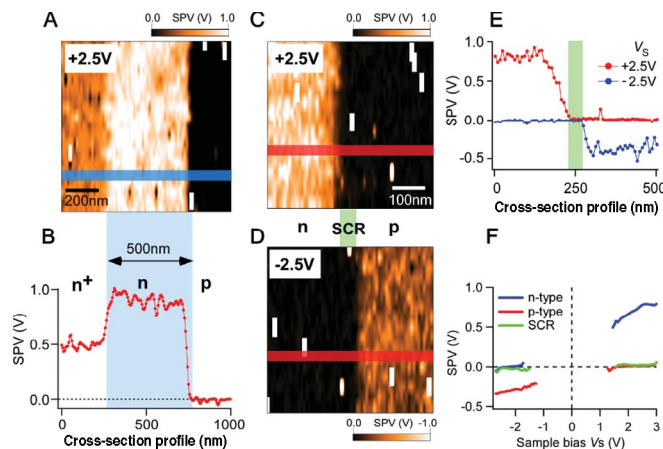 A
0.0 SPV (V) 1.0
+2.5V
200nm
B
500nm
n+ n p
SPV (V)
1.0
0.5
0.0
0 500 1000
Cross-section profile (nm)
C
0.0 SPV (V) 1.0
+2.5V
100nm
n SCR p
D
-2.5V
0.0 SPV (V) -1.0
E
VS
+2.5V
-2.5V
SPV (V)
1.0
0.5
0.0
-0.5
0 250 500
Cross-section profile (nm)
F
n-type
p-type
SCR
SPV (V)
1.0
0.5
0.0
-0.5
-2 -1 0 1 2 3
Sample bias Vs (V)